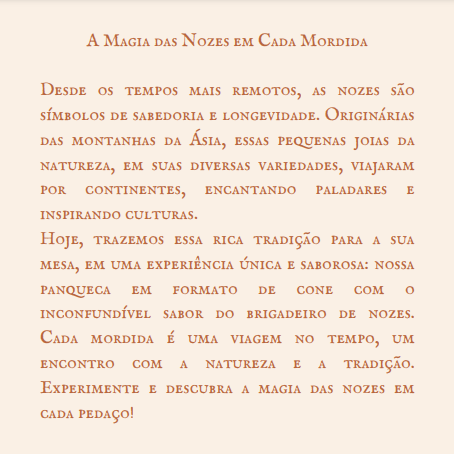 A Magia das Nozes em Cada Mordida
Desde os tempos mais remotos, as nozes são
símbolos de sabedoria e longevidade. Originárias
das montanhas da Ásia, essas pequenas joias da
natureza, em suas diversas variedades, viajaram
por continentes, encantando paladares e
inspirando culturas.
Hoje, trazemos essa rica tradição para a sua
mesa, em uma experiência única e saborosa: nossa
panqueca em formato de cone com o
inconfundível sabor do brigadeiro de nozes.
Cada mordida é uma viagem no tempo, um
encontro com a natureza e a tradição.
Experimente e descubra a magia das nozes em
cada pedaço!